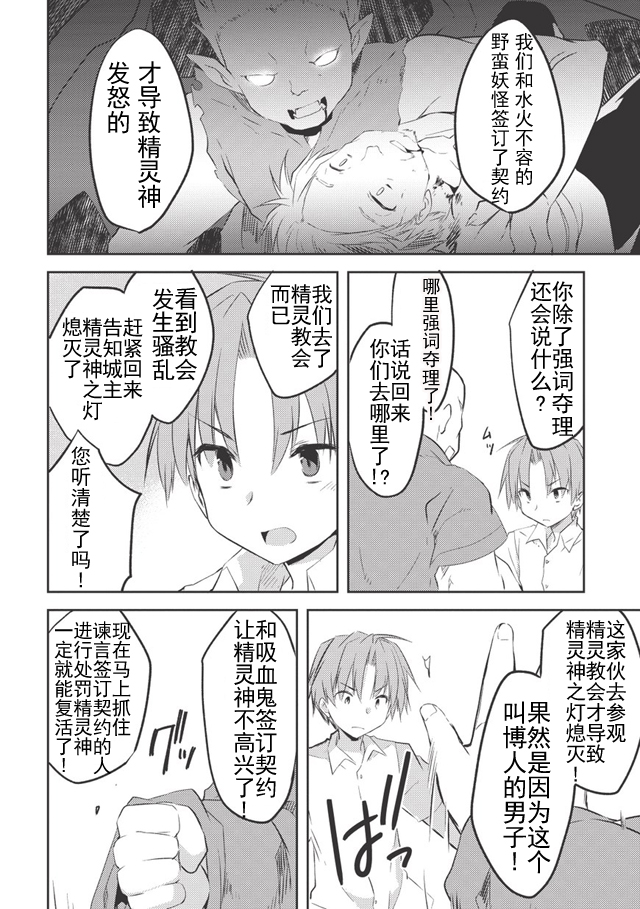 我们和水火不容的
野蛮妖怪签订了契约
才导致精灵神
发怒的
你除了强词夺理
还会说什么?
哪里强词夺理了!
话说回来
你们去哪里了!?
我们去了
精灵教会
而已
看到教会
发生骚乱
赶紧回来
告知城主
精灵神之灯
熄灭了
您听清楚了吗!
这家伙去参观
精灵教会才导致
精灵神之灯熄灭!
果然是因为这个
叫博人的男子!
和吸血鬼签订契约
让精灵神不高兴了!
现在马上抓住
谏言签订契约的人
进行处罚精灵神
一定就能复活了!